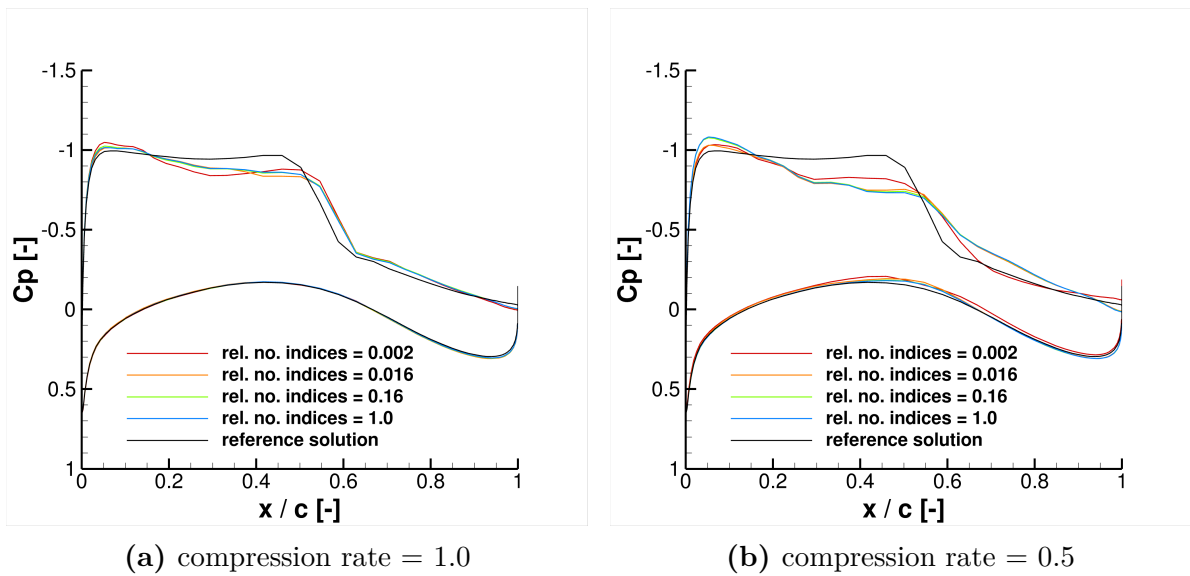 -1.5
-1
-0.5
0
0.5
1
Cp [-]
rel. no. indices = 0.002
rel. no. indices = 0.016
rel. no. indices = 0.16
rel. no. indices = 1.0
reference solution
0 0.2 0.4 0.6 0.8 1
x / c [-]
(a) compression rate = 1.0
-1.5
-1
-0.5
0
0.5
1
Cp [-]
rel. no. indices = 0.002
rel. no. indices = 0.016
rel. no. indices = 0.16
rel. no. indices = 1.0
reference solution
0 0.2 0.4 0.6 0.8 1
x / c [-]
(b) compression rate = 0.5